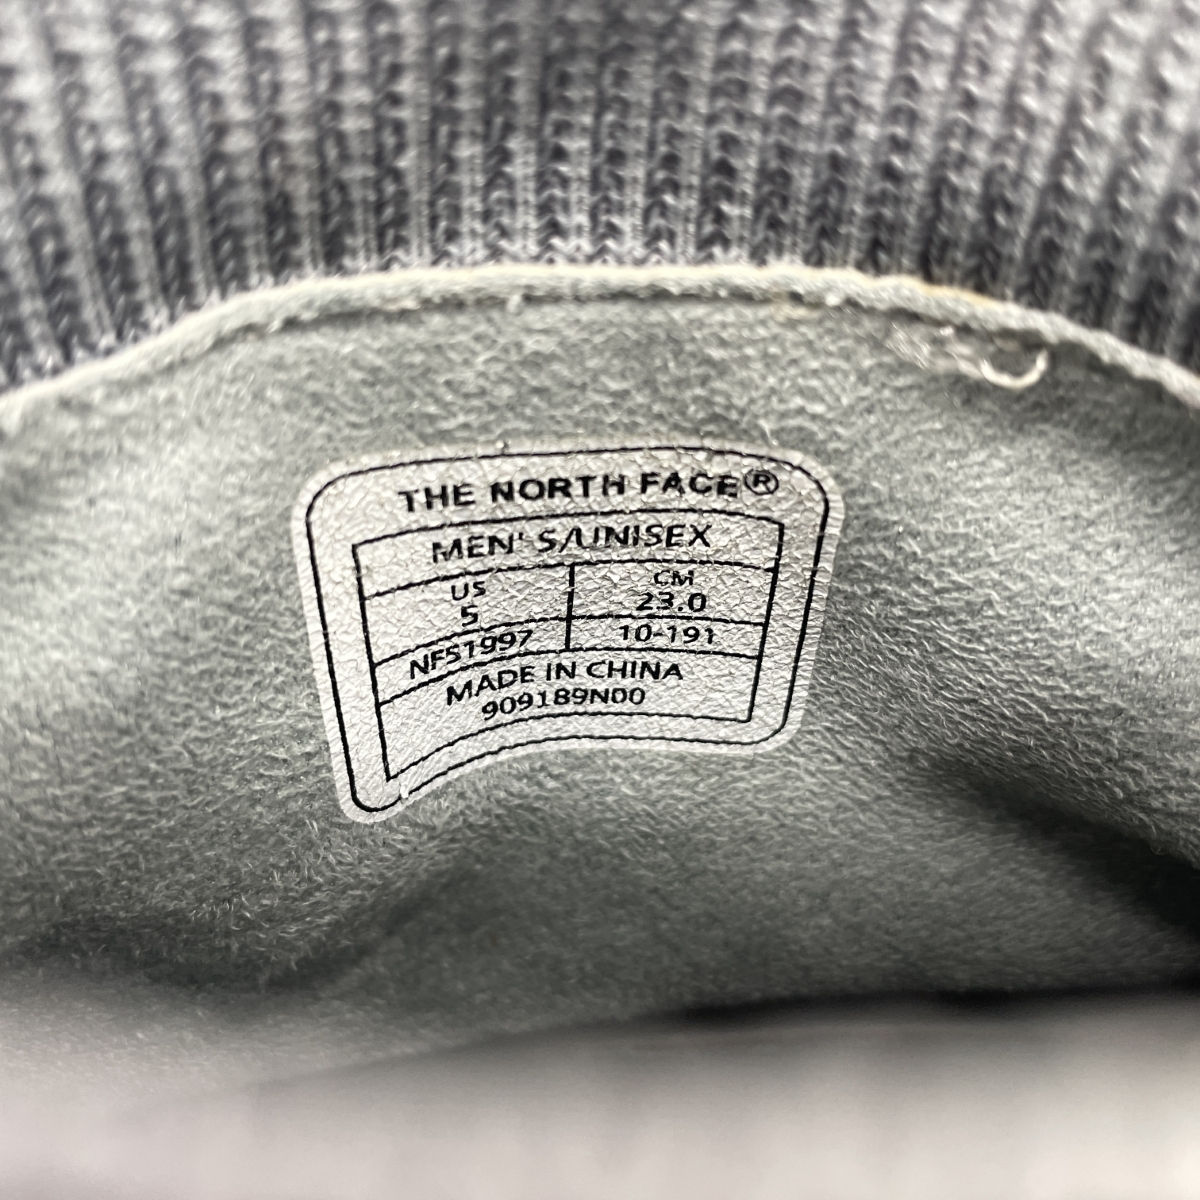 THE NORTH FACE®
MEN' S/UNISEX
US CM
5 23.0
NF51997 10-191
MADE IN CHINA
909189N00